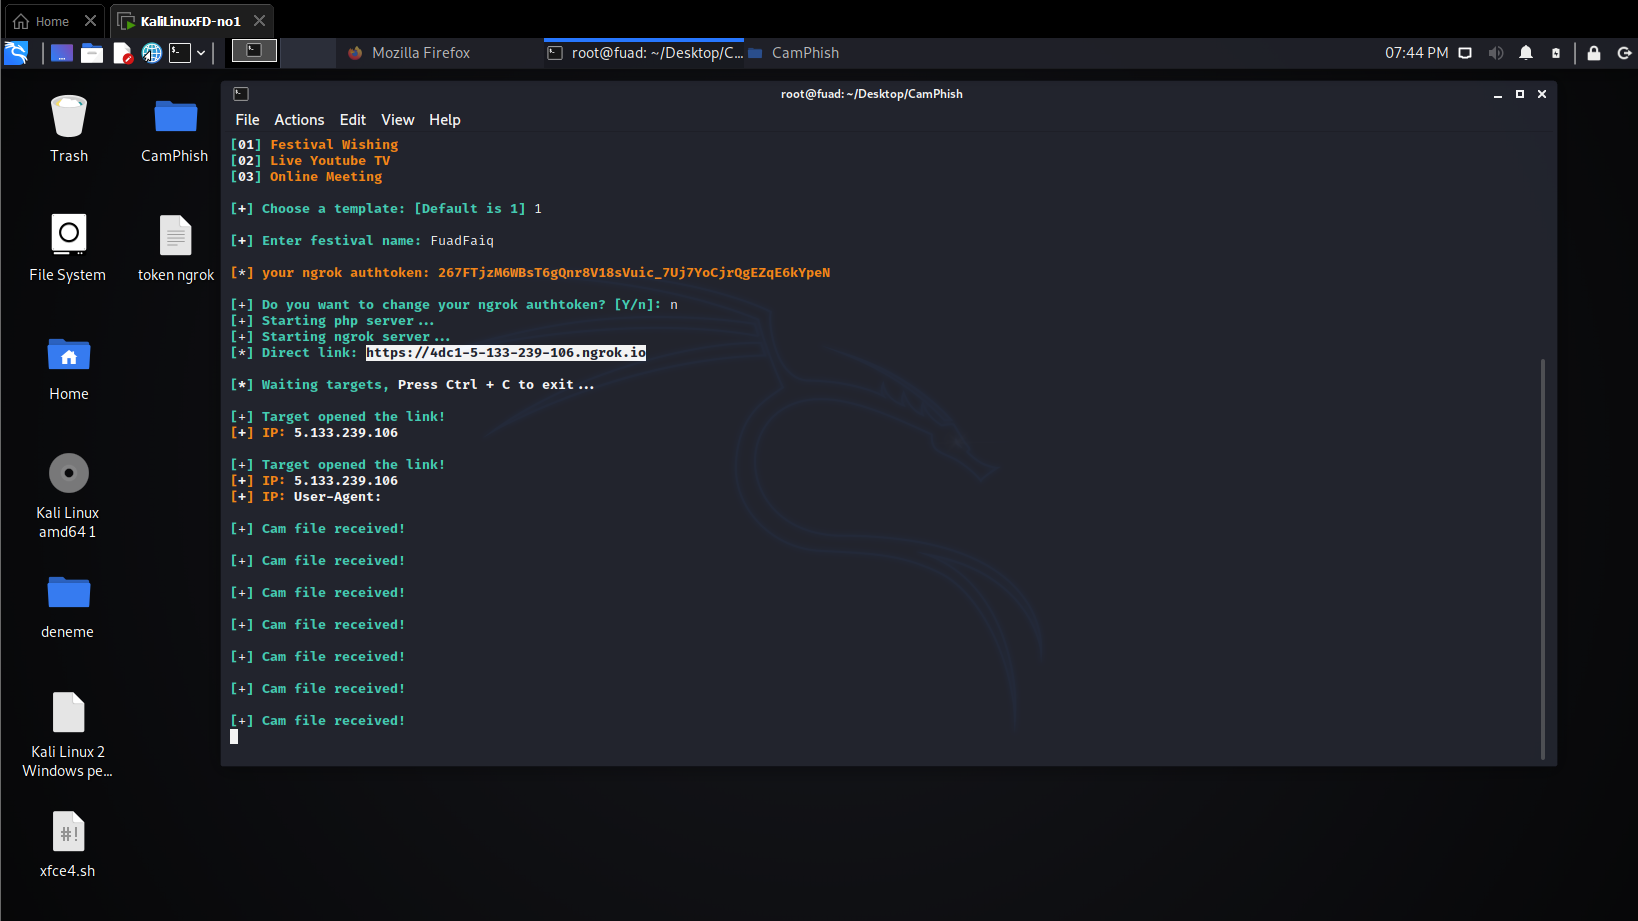 Home
KaliLinuxFD-no1
Mozilla Firefox
root@fuad: ~/Desktop/C...
CamPhish
07:44 PM
root@fuad: ~/Desktop/CamPhish
File Actions Edit View Help
[01] Festival Wishing
[02] Live Youtube TV
[03] Online Meeting
[+] Choose a template: [Default is 1] 1
[+] Enter festival name: FuadFaiq
[*] your ngrok authtoken: 267FTjzM6WBsT6gQnr8V18sVuic_7Uj7YoCjrQgEZqE6kYpeN
[+] Do you want to change your ngrok authtoken? [Y/n]: n
[+] Starting php server...
[+] Starting ngrok server...
[*] Direct link: https://4dc1-5-133-239-106.ngrok.io
[*] Waiting targets, Press Ctrl + C to exit...
[+] Target opened the link!
[+] IP: 5.133.239.106
[+] Target opened the link!
[+] IP: 5.133.239.106
[+] IP: User-Agent:
[+] Cam file received!
[+] Cam file received!
[+] Cam file received!
[+] Cam file received!
[+] Cam file received!
[+] Cam file received!
[+] Cam file received!
Trash
CamPhish
File System
token ngrok
Home
Kali Linux
amd64 1
deneme
Kali Linux 2
Windows pe...
#!
xfce4.sh